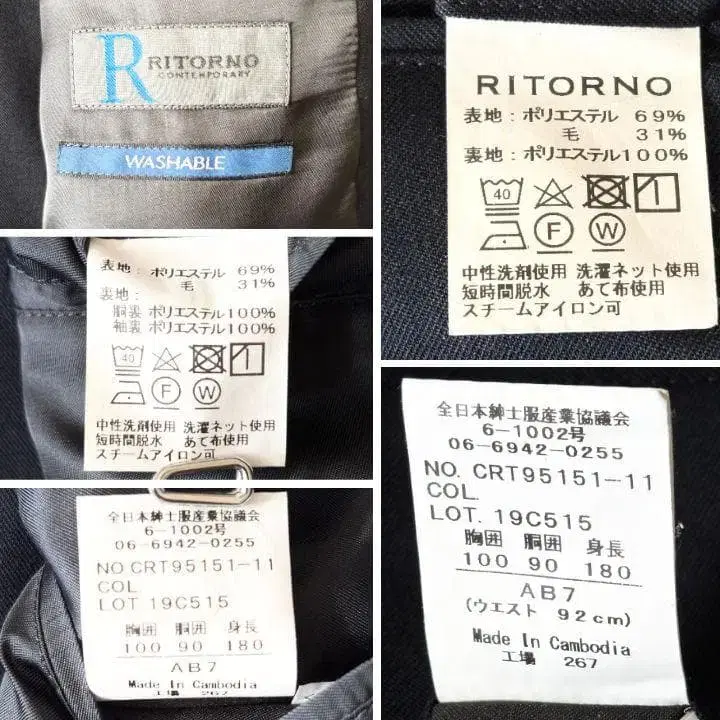 R RITORNO
CONTEMPORARY
WASHABLE
RITORNO
表地:ポリエステル 69%
毛 31%
裏地:ポリエステル100%
40
F W
中性洗剤使用 洗濯ネット使用
短時間脱水 あて布使用
スチームアイロン可
表地:ポリエステル 69%
毛 31%
裏地:
胴裏 ポリエステル100%
袖裏 ポリエステル100%
40
F W
中性洗剤使用 洗濯ネット使用
短時間脱水 あて布使用
スチームアイロン可
全日本紳士服産業協議会
6-1002号
06-6942-0255
NO. CRT95151-11
COL.
LOT. 19C515
胸囲 胴囲 身長
100 90 180
AB7
(ウエスト 92cm)
Made In Cambodia
工場 267
全日本紳士服産業協議会
6-1002号
06-6942-0255
NO CRT95151-11
COL
LOT 19C515
胸囲 胴囲 身長
100 90 180
AB7
Made In Cambodia
工場 267